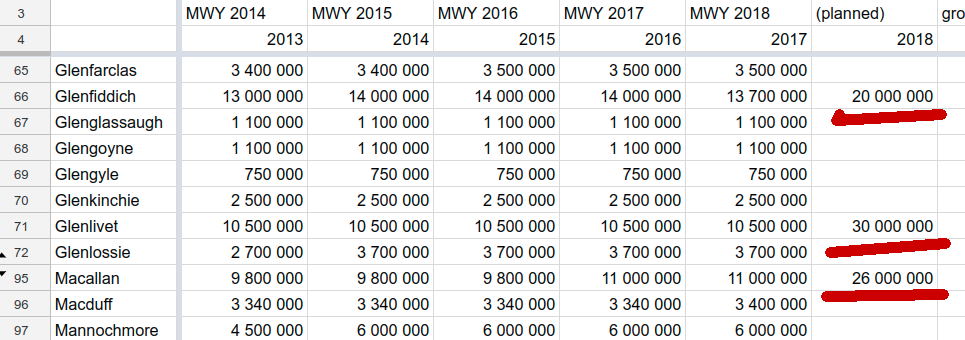 3 MWY 2014 MWY 2015 MWY 2016 MWY 2017 MWY 2018 (planned) gro
4 2013 2014 2015 2016 2017 2018
65 Glenfarclas 3 400 000 3 400 000 3 500 000 3 500 000 3 500 000
66 Glenfiddich 13 000 000 14 000 000 14 000 000 14 000 000 13 700 000 20 000 000
67 Glenglassaugh 1 100 000 1 100 000 1 100 000 1 100 000 1 100 000
68 Glengoyne 1 100 000 1 100 000 1 100 000 1 100 000 1 100 000
69 Glengyle 750 000 750 000 750 000 750 000 750 000
70 Glenkinchie 2 500 000 2 500 000 2 500 000 2 500 000 2 500 000
71 Glenlivet 10 500 000 10 500 000 10 500 000 10 500 000 10 500 000 30 000 000
72 Glenlossie 2 700 000 3 700 000 3 700 000 3 700 000 3 700 000
95 Macallan 9 800 000 9 800 000 9 800 000 11 000 000 11 000 000 26 000 000
96 Macduff 3 340 000 3 340 000 3 340 000 3 340 000 3 400 000
97 Mannochmore 4 500 000 6 000 000 6 000 000 6 000 000 6 000 000